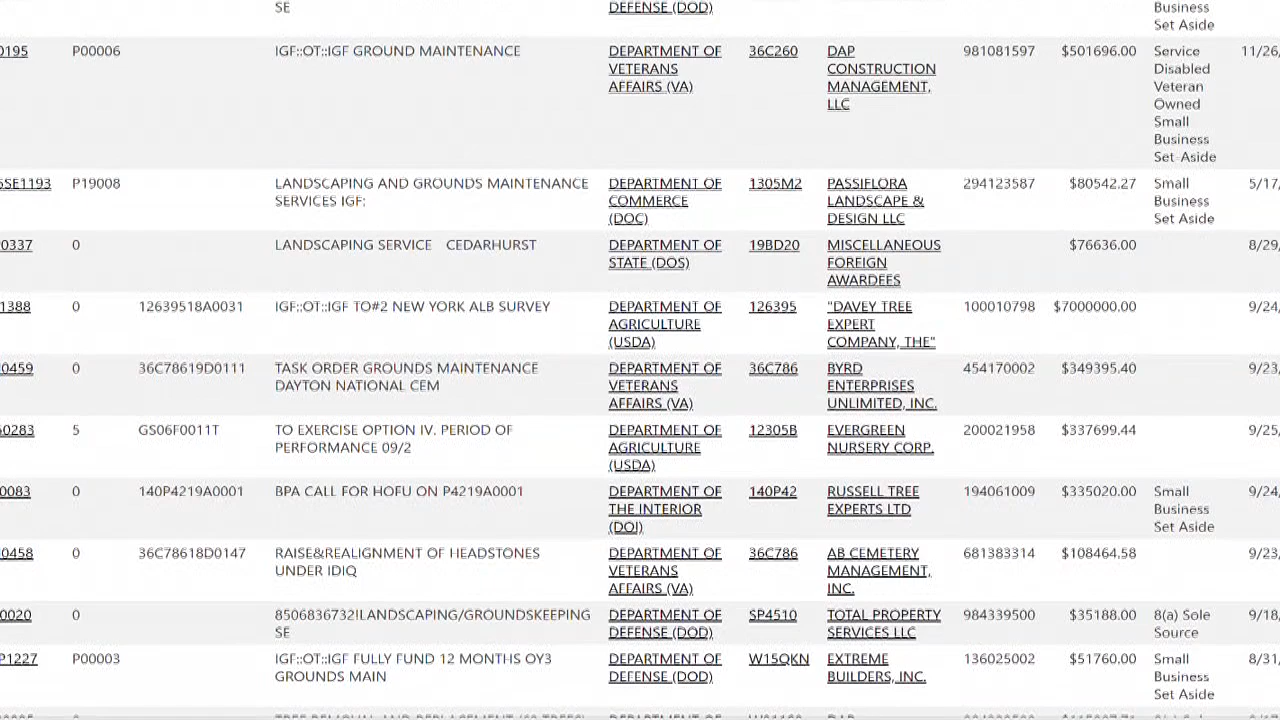 SE
DEFENSE (DOD)
Business
Set Aside
0195 P00006 IGF::OT::IGF GROUND MAINTENANCE DEPARTMENT OF 36C260 DAP 981081597 $501696.00 Service 11/26,
VETERANS CONSTRUCTION Disabled
AFFAIRS (VA) MANAGEMENT, Veteran
LLC Owned
Small
Business
Set-Aside
SE1193 P19008 LANDSCAPING AND GROUNDS MAINTENANCE DEPARTMENT OF 1305M2 PASSIFLORA 294123587 $80542.27 Small 5/17,
SERVICES IGF: COMMERCE LANDSCAPE & Business
(DOC) DESIGN LLC Set Aside
0337 0 LANDSCAPING SERVICE CEDARHURST DEPARTMENT OF 19BD20 MISCELLANEOUS $76636.00 8/29,
STATE (DOS) FOREIGN
AWARDEES
1388 0 12639518A0031 IGF::OT::IGF TO#2 NEW YORK ALB SURVEY DEPARTMENT OF 126395 "DAVEY TREE 100010798 $7000000.00 9/24,
AGRICULTURE EXPERT
(USDA) COMPANY, THE"
0459 0 36C78619D0111 TASK ORDER GROUNDS MAINTENANCE DEPARTMENT OF 36C786 BYRD 454170002 $349395.40 9/23,
DAYTON NATIONAL CEM VETERANS ENTERPRISES
AFFAIRS (VA) UNLIMITED, INC.
0283 5 GS06F0011T TO EXERCISE OPTION IV. PERIOD OF DEPARTMENT OF 12305B EVERGREEN 200021958 $337699.44 9/25,
PERFORMANCE 09/2 AGRICULTURE NURSERY CORP.
(USDA)
0083 0 140P4219A0001 BPA CALL FOR HOFU ON P4219A0001 DEPARTMENT OF 140P42 RUSSELL TREE 194061009 $335020.00 Small 9/24,
THE INTERIOR EXPERTS LTD Business
(DOI) Set Aside
0458 0 36C78618D0147 RAISE&REALIGNMENT OF HEADSTONES DEPARTMENT OF 36C786 AB CEMETERY 681383314 $108464.58 9/23,
UNDER IDIQ VETERANS MANAGEMENT,
AFFAIRS (VA) INC.
0020 0 8506836732!LANDSCAPING/GROUNDSKEEPING DEPARTMENT OF SP4510 TOTAL PROPERTY 984339500 $35188.00 8(a) Sole 9/18,
SE DEFENSE (DOD) SERVICES LLC Source
P1227 P00003 IGF::OT::IGF FULLY FUND 12 MONTHS OY3 DEPARTMENT OF W15QKN EXTREME 136025002 $51760.00 Small 8/31,
GROUNDS MAIN DEFENSE (DOD) BUILDERS, INC. Business
Set Aside